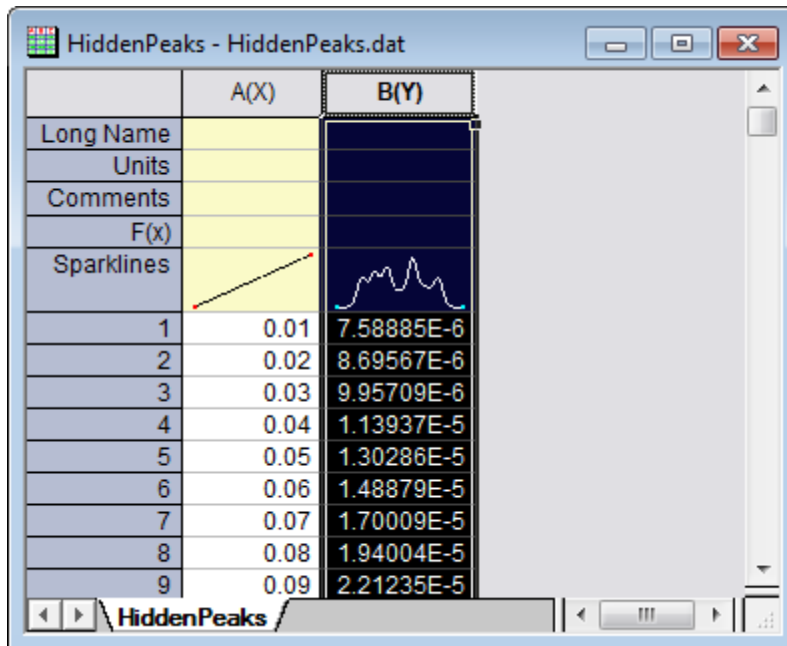 HiddenPeaks - HiddenPeaks.dat
A(X) B(Y)
Long Name
Units
Comments
F(x)
Sparklines
1 0.01 7.58885E-6
2 0.02 8.69567E-6
3 0.03 9.95709E-6
4 0.04 1.13937E-5
5 0.05 1.30286E-5
6 0.06 1.48879E-5
7 0.07 1.70009E-5
8 0.08 1.94004E-5
9 0.09 2.21235E-5
HiddenPeaks